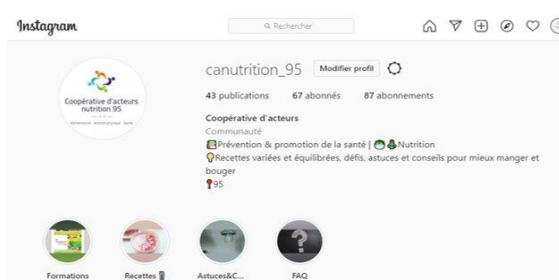 Instagram
Rechercher
Coopérative d'acteurs
nutrition 95
canutrition_95 Modifier profil
43 publications 67 abonnés 87 abonnements
Coopérative d'acteurs
Communauté
Prévention & promotion de la santé | Nutrition
Recettes variées et équilibrées, défis, astuces et conseils pour mieux manger et
bouger
95
Formations Recettes Astuces&C... FAQ